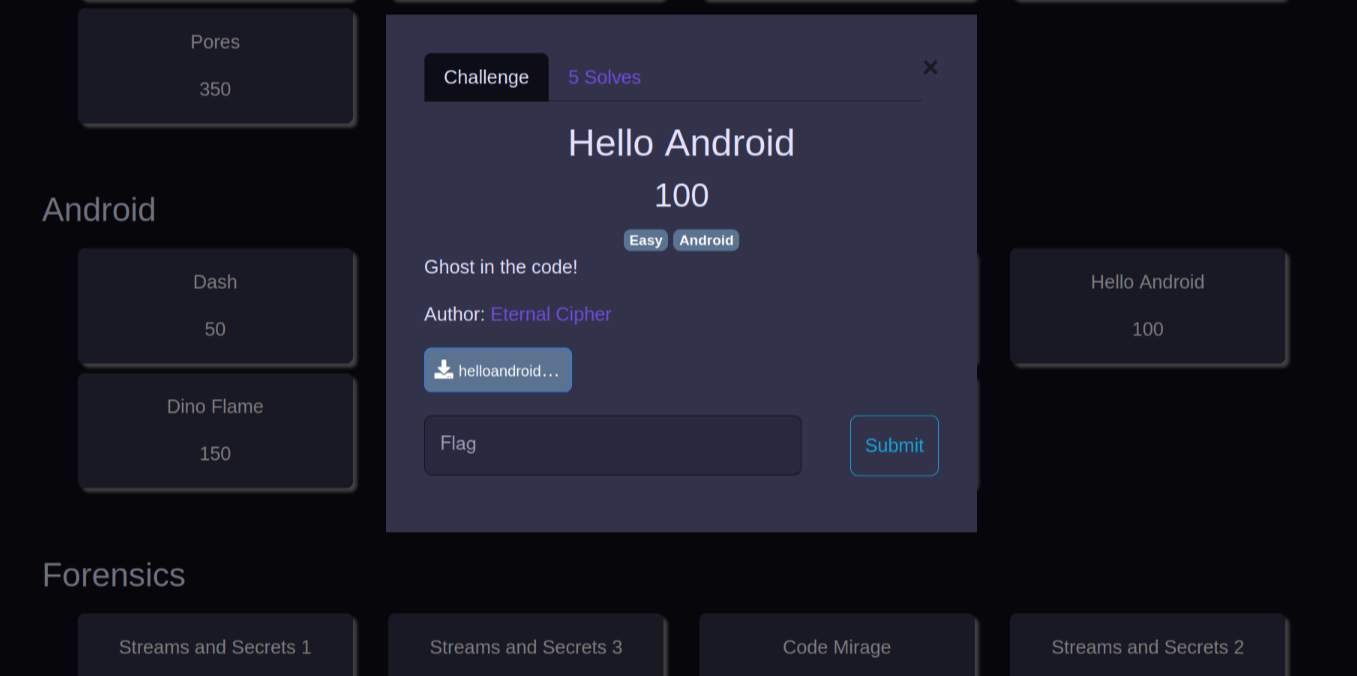 Pores
350
Challenge
5 Solves
×
Hello Android
100
Easy Android
Ghost in the code!
Author: Eternal Cipher
helloandroid...
Flag
Submit
Android
Dash
50
Hello Android
100
Dino Flame
150
Forensics
Streams and Secrets 1
Streams and Secrets 3
Code Mirage
Streams and Secrets 2